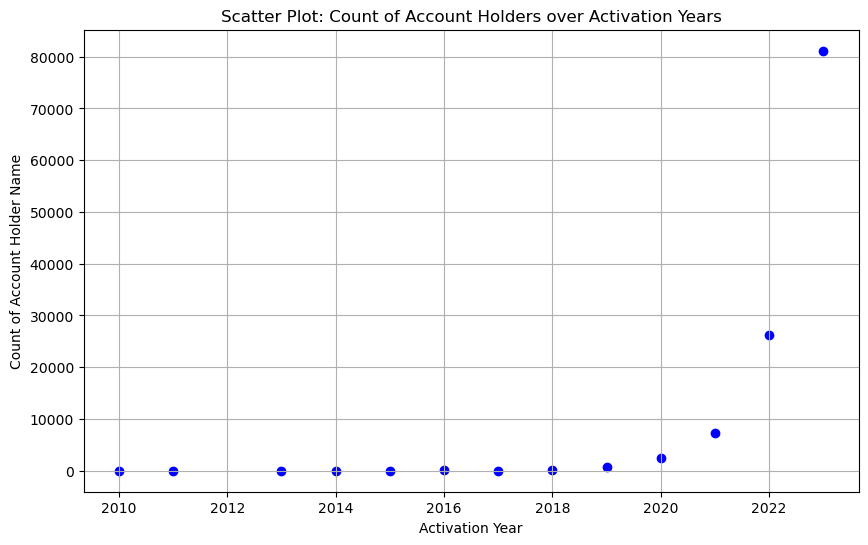 Scatter Plot: Count of Account Holders over Activation Years
80000
70000
60000
50000
40000
30000
20000
10000
0
Count of Account Holder Name
2010 2012 2014 2016 2018 2020 2022
Activation Year